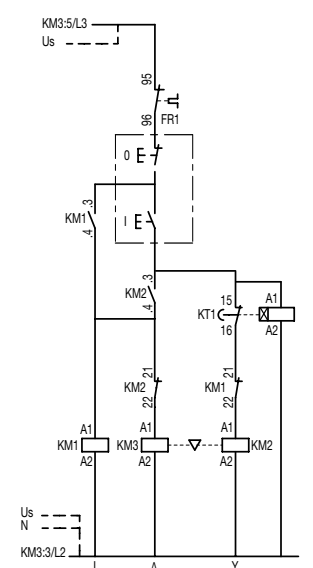 KM3:5/L3
Us
95
96
FR1
0 E
.3
KM1
.4
I E
.3
KM2
.4
15
KT1
16
A1
A2
21
KM2
22
21
KM1
22
A1
KM1
A2
A1
KM3
A2
A1
KM2
A2
Us
N
KM3:3/L2